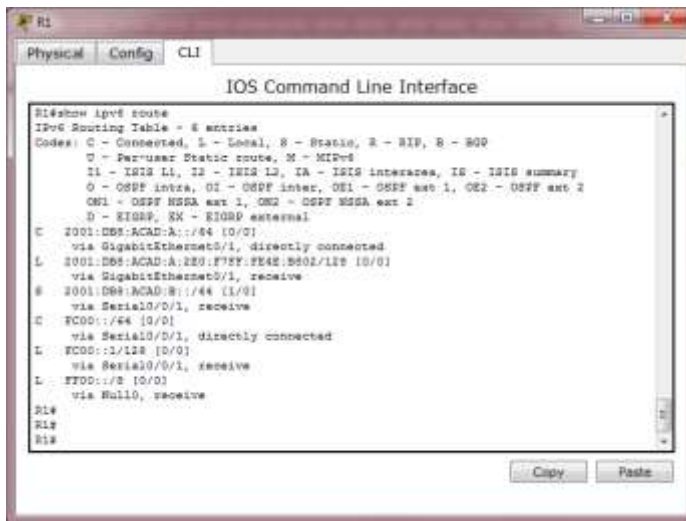 R1
Physical Config CLI
IOS Command Line Interface
R1#show ipv6 route
IPv6 Routing Table - 6 entries
Codes: C - Connected, L - Local, S - Static, R - RIP, B - BGP
U - Per-user Static route, M - MIPv6
I1 - ISIS L1, I2 - ISIS L2, IA - ISIS interarea, IS - ISIS summary
O - OSPF intra, OI - OSPF inter, OE1 - OSPF ext 1, OE2 - OSPF ext 2
ON1 - OSPF NSSA ext 1, ON2 - OSPF NSSA ext 2
D - EIGRP, EX - EIGRP external
C 2001:DB8:ACAD:A::/64 [0/0]
via GigabitEthernet0/1, directly connected
L 2001:DB8:ACAD:A:2E0:F7FF:FE4E:B602/128 [0/0]
via GigabitEthernet0/1, receive
S 2001:DB8:ACAD:B::/64 [1/0]
via Serial0/0/1, receive
C FC00::/64 [0/0]
via Serial0/0/1, directly connected
L FC00::1/128 [0/0]
via Serial0/0/1, receive
L FF00::/8 [0/0]
via Null0, receive
R1#
R1#
R1#
Copy Paste